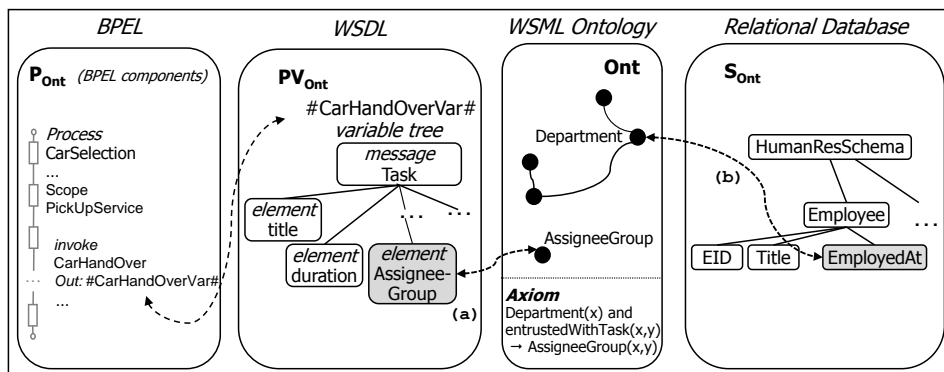 BPEL
WSDL
WSML Ontology
Relational Database
P_Ont (BPEL components)
Process
CarSelection
...
Scope
PickUpService
invoke
CarHandOver
... Out: #CarHandOverVar#
...
PV_Ont
#CarHandOverVar#
variable tree
message
Task
element
title
...
...
element
duration
element
Assignee-
Group
(a)
Ont
Department
AssigneeGroup
Axiom
Department(x) and
entrustedWithTask(x,y)
→ AssigneeGroup(x,y)
S_Ont
HumanResSchema
(b)
Employee
...
EID
Title
EmployedAt